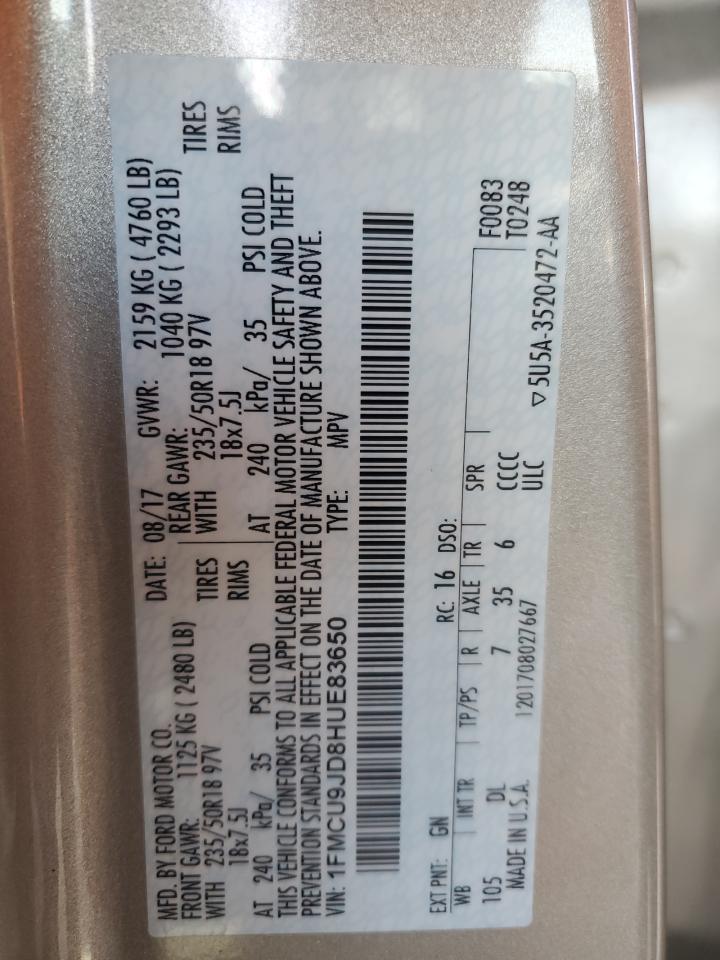 MFD. BY FORD MOTOR CO.
DATE: 08/17 GVWR: 2159 KG ( 4760 LB)
FRONT GAWR: 1125 KG ( 2480 LB)
REAR GAWR: 1040 KG ( 2293 LB)
WITH 235/50R18 97V TIRES
WITH 235/50R18 97V TIRES
18x7.5J RIMS
18x7.5J RIMS
AT 240 kPa/ 35 PSI COLD
AT 240 kPa/ 35 PSI COLD
THIS VEHICLE CONFORMS TO ALL APPLICABLE FEDERAL MOTOR VEHICLE SAFETY AND THEFT
PREVENTION STANDARDS IN EFFECT ON THE DATE OF MANUFACTURE SHOWN ABOVE.
VIN: 1FMCU9JD8HUE83650 TYPE: MPV
EXT PNT: GN RC: 16 DSO:
WB INT TR TP/PS R AXLE TR SPR F0083
105 DL 7 35 6 CCCC T0248
MADE IN U.S.A. 1201708027667 ULC ▽5U5A-3520472-AA